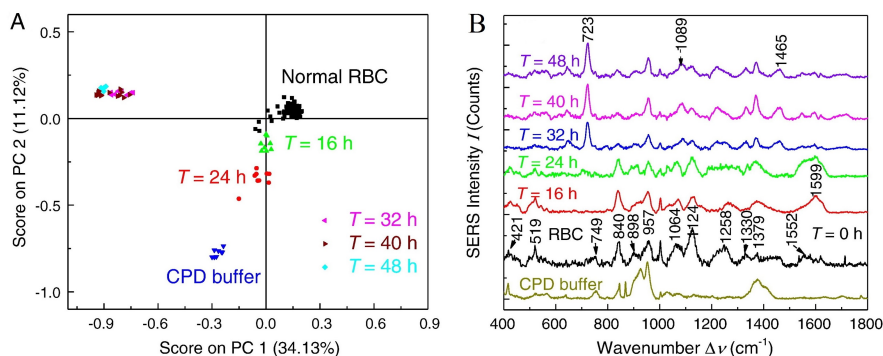 A
Score on PC 2 (11.12%)
0.5
0.0
-0.5
-1.0
Normal RBC
T = 16 h
T = 24 h
CPD buffer
T = 32 h
T = 40 h
T = 48 h
-0.9 -0.6 -0.3 0.0 0.3 0.6 0.9
Score on PC 1 (34.13%)
B
SERS Intensity I (Counts)
723
1089
1465
T = 48 h
T = 40 h
T = 32 h
T = 24 h
1599
T = 16 h
RBC
T = 0 h
421
519
749
840
898
957
1064
1124
1258
1330
1379
1552
CPD buffer
400 600 800 1000 1200 1400 1600 1800
Wavenumber Δν (cm⁻¹)